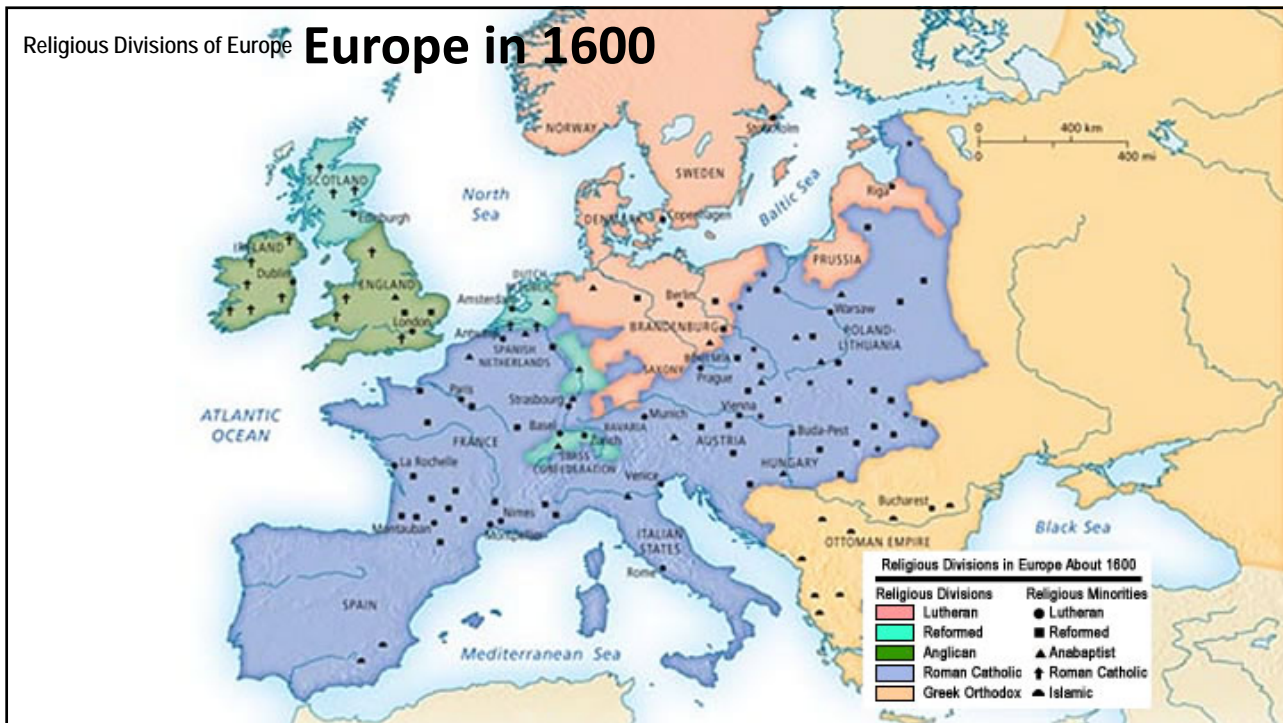 Religious Divisions of Europe Europe in 1600
NORWAY
Stockholm
SWEDEN
0 400 km
0 400 mi
SCOTLAND
North
Sea
Baltic Sea
Riga
Edinburgh
DENMARK
Copenhagen
IRELAND
Dublin
ENGLAND
London
DUTCH
REPUBLIC
Amsterdam
PRUSSIA
Berlin
BRANDENBURG
Warsaw
POLAND-
LITHUANIA
Antwerp
SPANISH
NETHERLANDS
SAXONY
BOHEMIA
Prague
ATLANTIC
OCEAN
Paris
Strasbourg
Munich
Vienna
BAVARIA
Basel
Zurich
AUSTRIA
Buda-Pest
FRANCE
SWISS
CONFEDERATION
HUNGARY
La Rochelle
Venice
Montauban
Nimes
Montpellier
ITALIAN
STATES
Rome
Bucharest
OTTOMAN EMPIRE
Black Sea
SPAIN
Mediterranean Sea
Religious Divisions in Europe About 1600
Religious Divisions Religious Minorities
Lutheran Lutheran
Reformed Reformed
Anglican Anabaptist
Roman Catholic Roman Catholic
Greek Orthodox Islamic